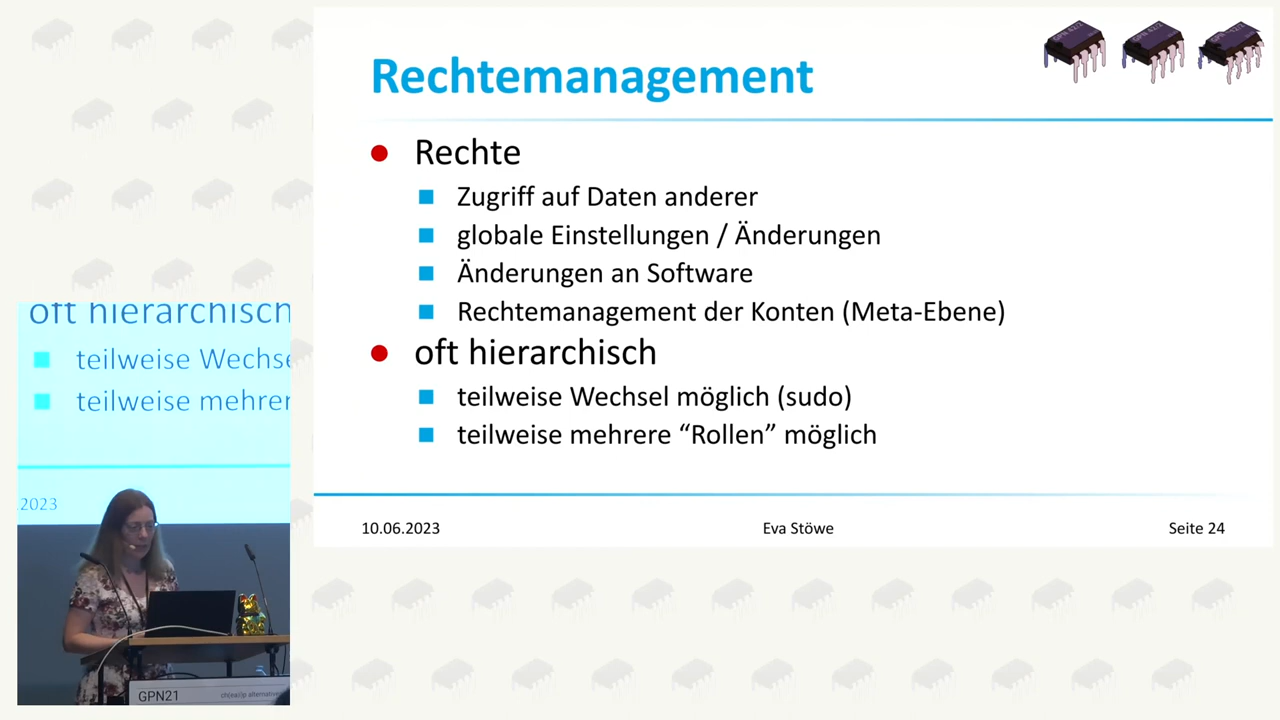 Rechtemanagement
Rechte
Zugriff auf Daten anderer
globale Einstellungen / Änderungen
Änderungen an Software
Rechtemanagement der Konten (Meta-Ebene)
oft hierarchisch
teilweise Wechsel möglich (sudo)
teilweise mehrere “Rollen” möglich
10.06.2023
Eva Stöwe
Seite 24
oft hierarchisch
teilweise Wechse
teilweise mehrer
.2023
GPN21